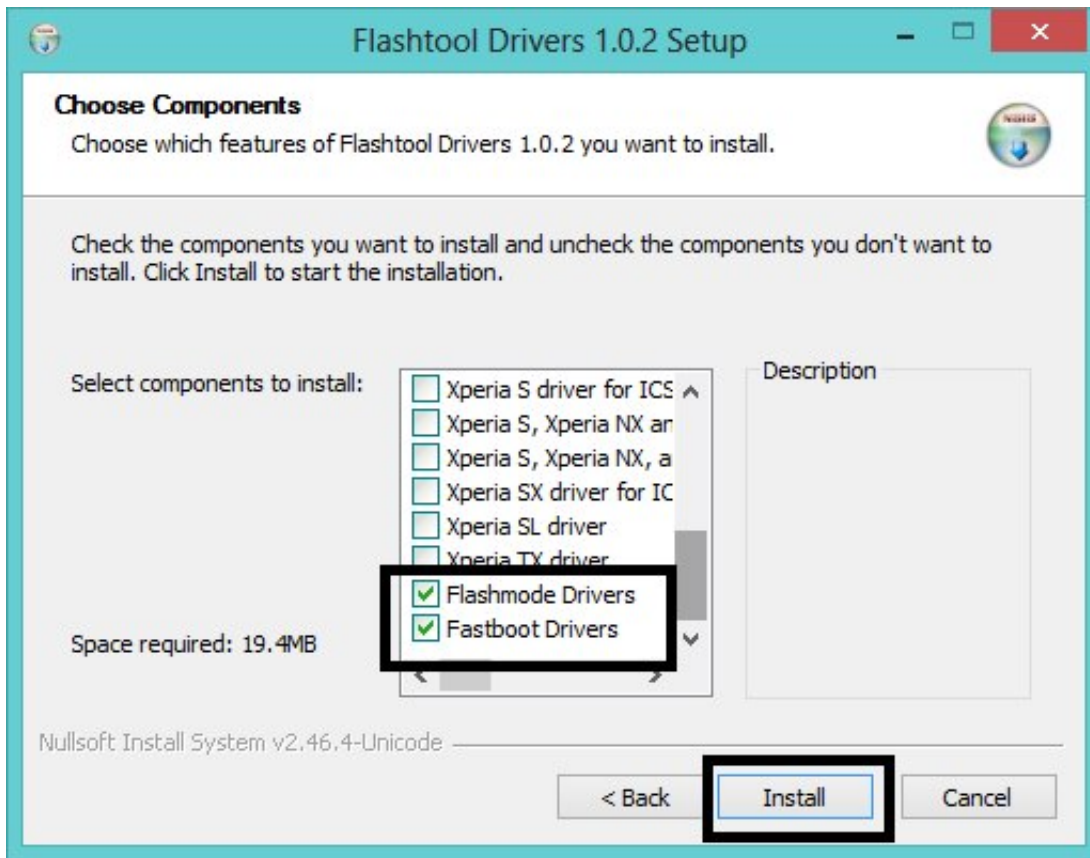 Flashtool Drivers 1.0.2 Setup
Choose Components
Choose which features of Flashtool Drivers 1.0.2 you want to install.
Check the components you want to install and uncheck the components you don't want to
install. Click Install to start the installation.
Select components to install:
Xperia S driver for ICS
Xperia S, Xperia NX an
Xperia S, Xperia NX, a
Xperia SX driver for IC
Xperia SL driver
Xperia TX driver
Flashmode Drivers
Fastboot Drivers
Description
Space required: 19.4MB
Nullsoft Install System v2.46.4-Unicode
< Back
Install
Cancel